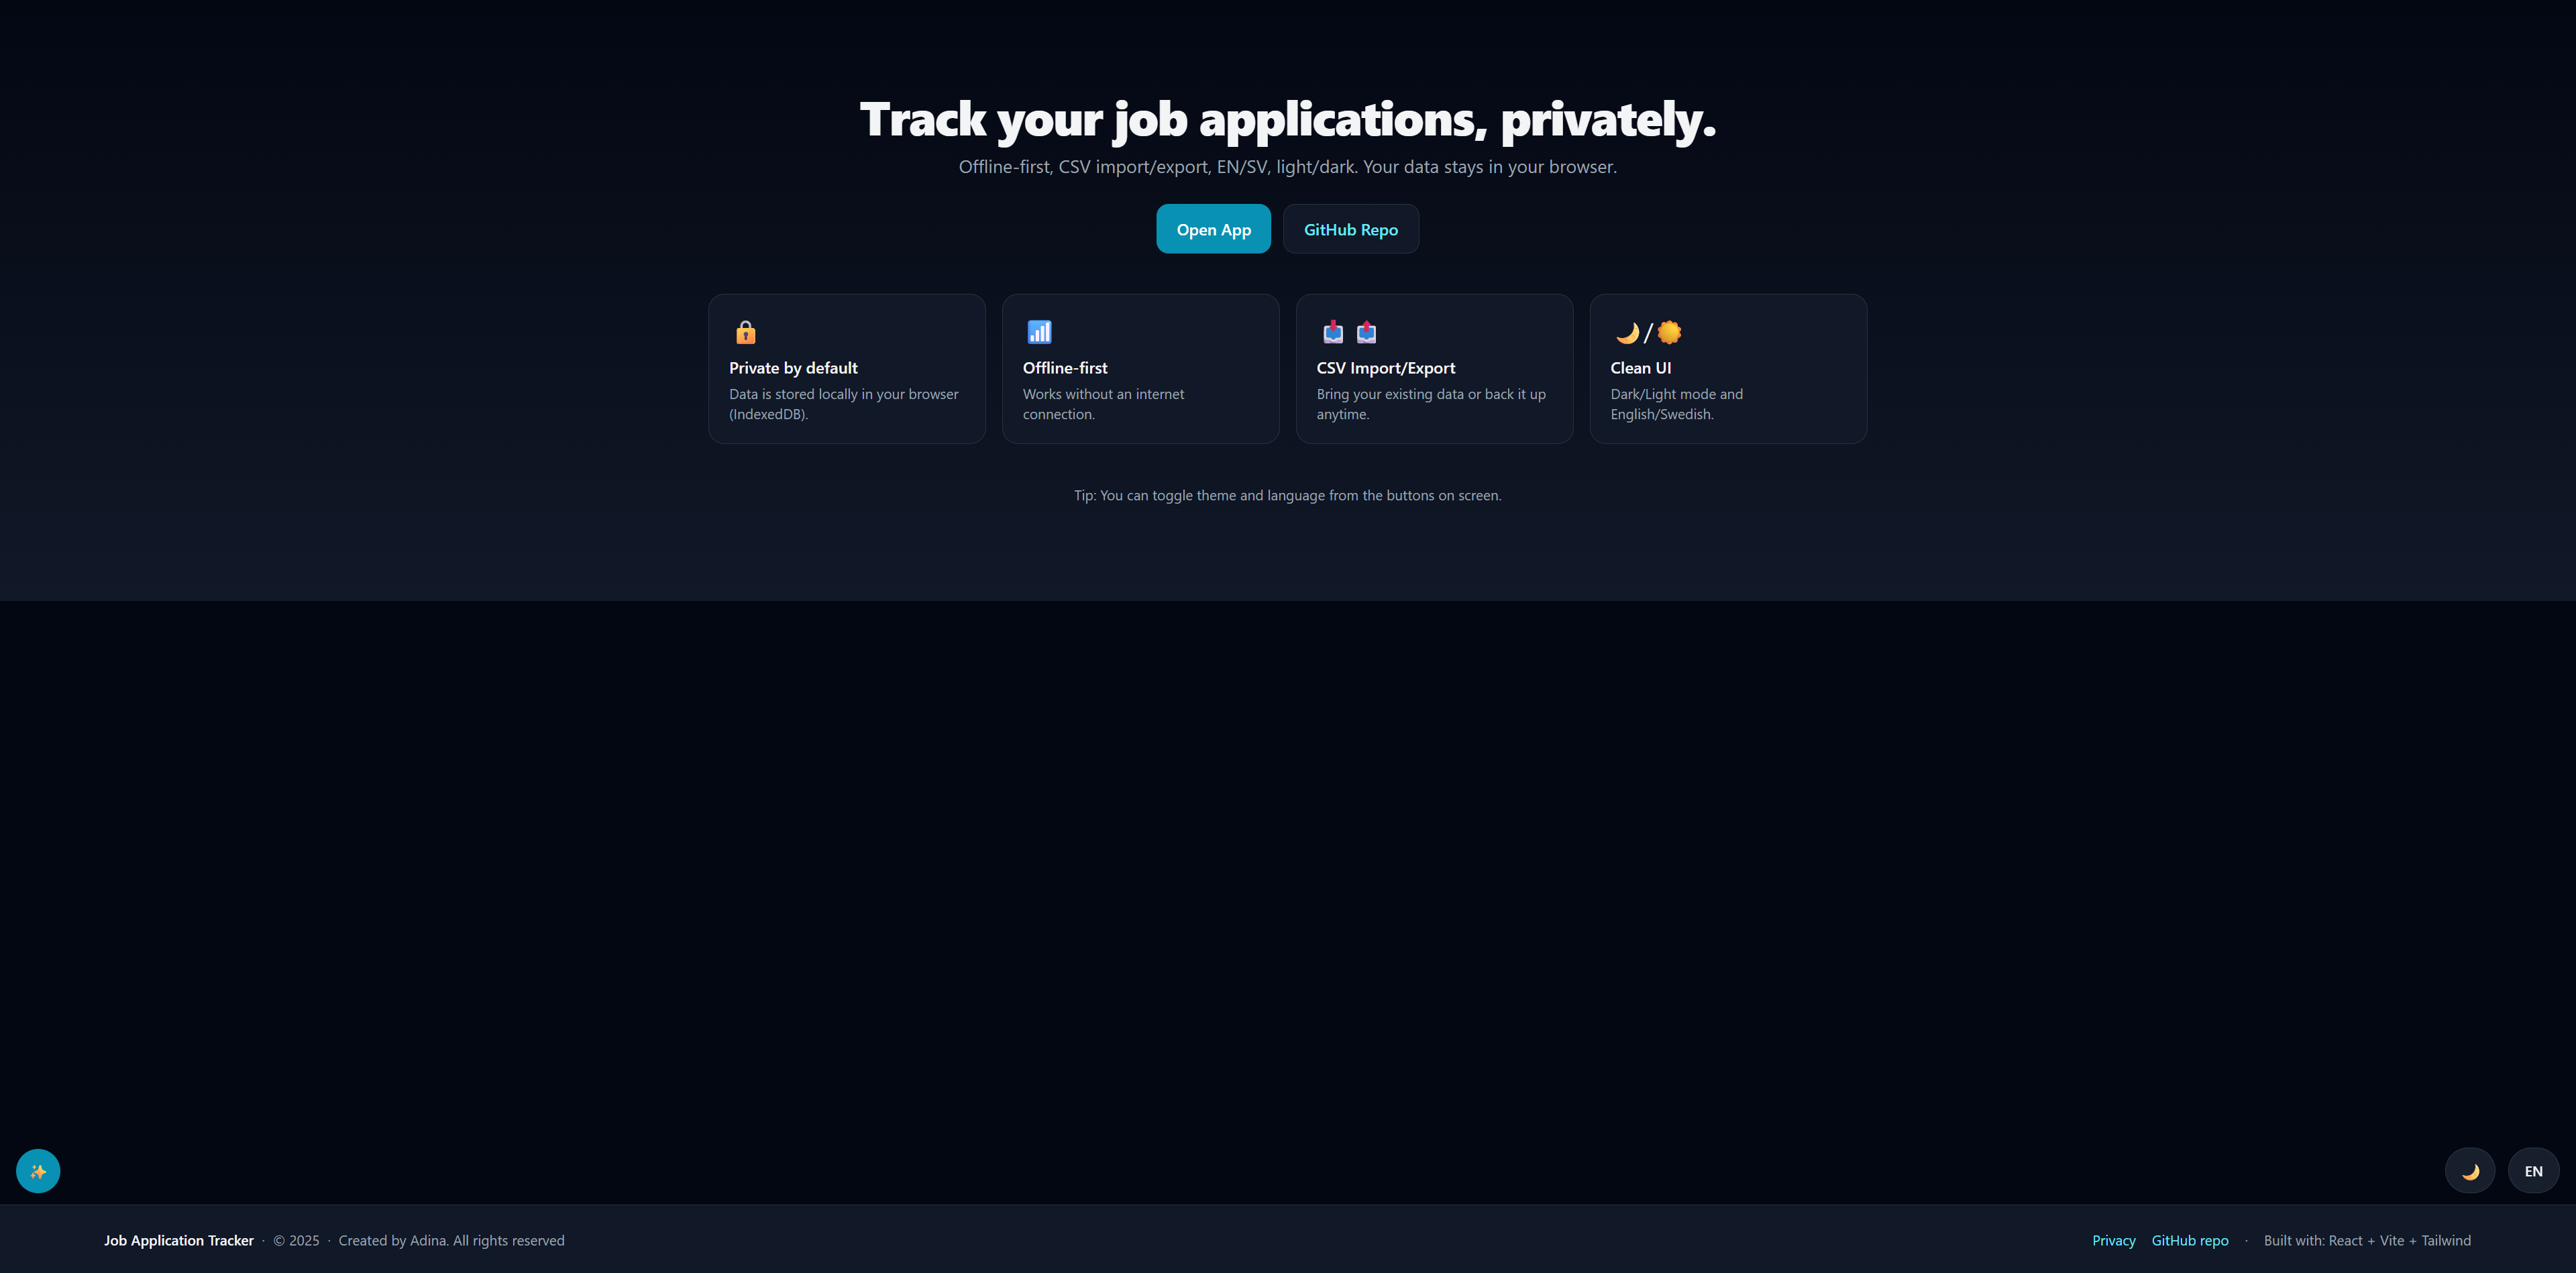 Track your job applications, privately.
Offline-first, CSV import/export, EN/SV, light/dark. Your data stays in your browser.
Open App
GitHub Repo
Private by default
Data is stored locally in your browser
(IndexedDB).
Offline-first
Works without an internet
connection.
CSV Import/Export
Bring your existing data or back it up
anytime.
/
Clean UI
Dark/Light mode and
English/Swedish.
Tip: You can toggle theme and language from the buttons on screen.
EN
Job Application Tracker · © 2025 · Created by Adina. All rights reserved
Privacy GitHub repo · Built with: React + Vite + Tailwind